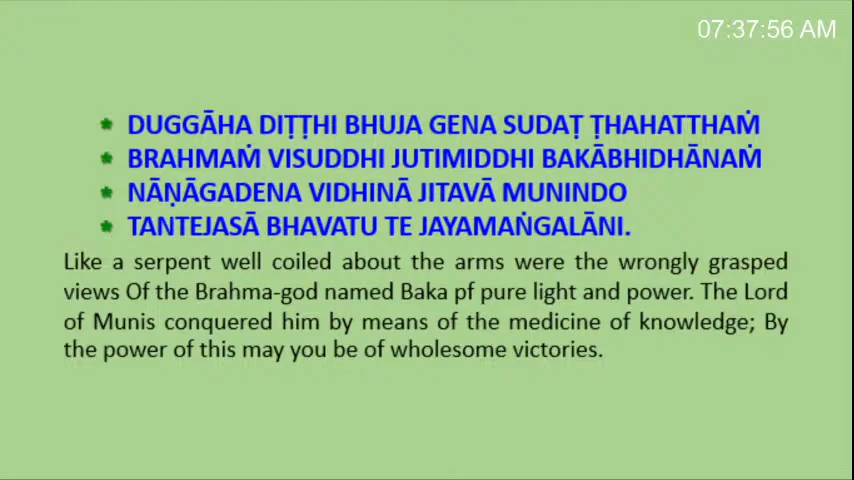 07:37:56 AM
DUGGĀHA DIṬṬHI BHUJA GENA SUDAṬ ṬHAHATTHAṀ
BRAHMAṀ VISUDDHI JUTIMIDDHI BAKĀBHIDHĀNAṀ
NĀṆĀGADENA VIDHINĀ JITAVĀ MUNINDO
TANTEJASĀ BHAVATU TE JAYAMAṄGALĀNI.
Like a serpent well coiled about the arms were the wrongly grasped
views Of the Brahma-god named Baka pf pure light and power. The Lord
of Munis conquered him by means of the medicine of knowledge; By
the power of this may you be of wholesome victories.